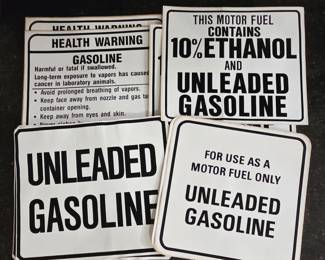 HEALTH WARNING
HEALTH WARNING
GASOLINE
Harmful or fatal if swallowed.
Long-term exposure to vapors has caused
cancer in laboratory animals.
• Avoid prolonged breathing of vapors.
• Keep face away from nozzle and gas
opening.
• Keep away from eyes and skin.
THIS MOTOR FUEL
CONTAINS
10% ETHANOL
AND
UNLEADED
GASOLINE
UNLEADED
GASOLINE
FOR USE AS A
MOTOR FUEL ONLY
UNLEADED
GASOLINE